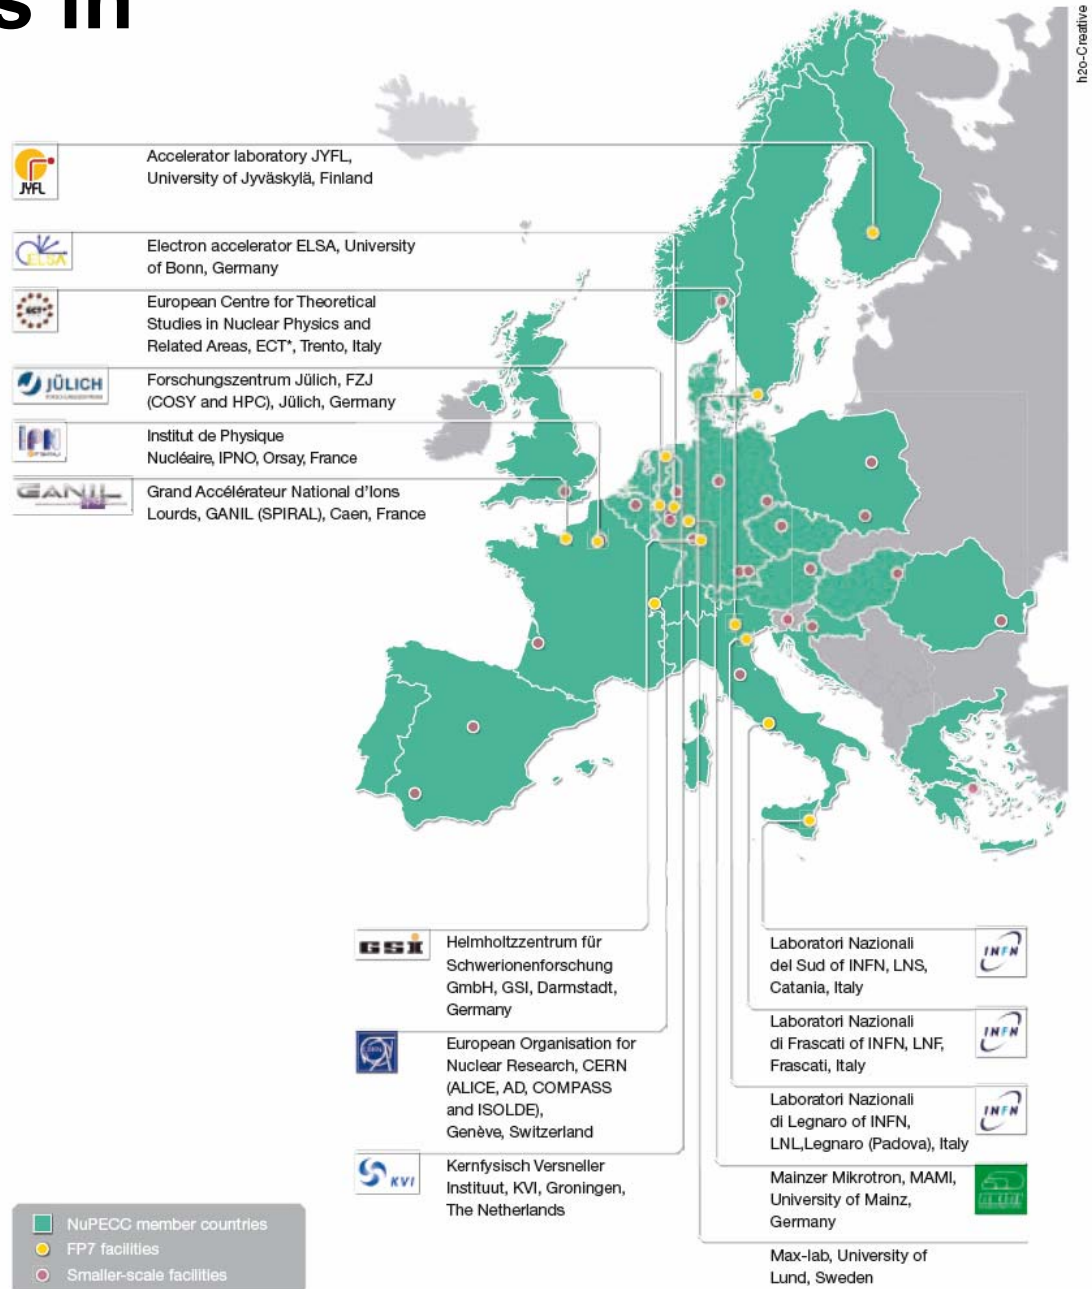 s in
h2o-Creative
JYFL
Accelerator laboratory JYFL,
University of Jyväskylä, Finland
ELSA
Electron accelerator ELSA, University
of Bonn, Germany
ECT*
European Centre for Theoretical
Studies in Nuclear Physics and
Related Areas, ECT*, Trento, Italy
JÜLICH
FORSCHUNGSZENTRUM
Forschungszentrum Jülich, FZJ
(COSY and HPC), Jülich, Germany
IPN
Institut de Physique
Nucléaire, IPNO, Orsay, France
GANIL
Grand Accélérateur National d'Ions
Lourds, GANIL (SPIRAL), Caen, France
GSI
Helmholtzzentrum für
Schwerionenforschung
GmbH, GSI, Darmstadt,
Germany
CERN
European Organisation for
Nuclear Research, CERN
(ALICE, AD, COMPASS
and ISOLDE),
Genève, Switzerland
KVI
Kernfysisch Versneller
Instituut, KVI, Groningen,
The Netherlands
Laboratori Nazionali
del Sud of INFN, LNS,
Catania, Italy
INFN
Laboratori Nazionali
di Frascati of INFN, LNF,
Frascati, Italy
INFN
Laboratori Nazionali
di Legnaro of INFN,
LNL,Legnaro (Padova), Italy
INFN
Mainzer Mikrotron, MAMI,
University of Mainz,
Germany
Max-lab, University of
Lund, Sweden
NuPECC member countries
FP7 facilities
Smaller-scale facilities